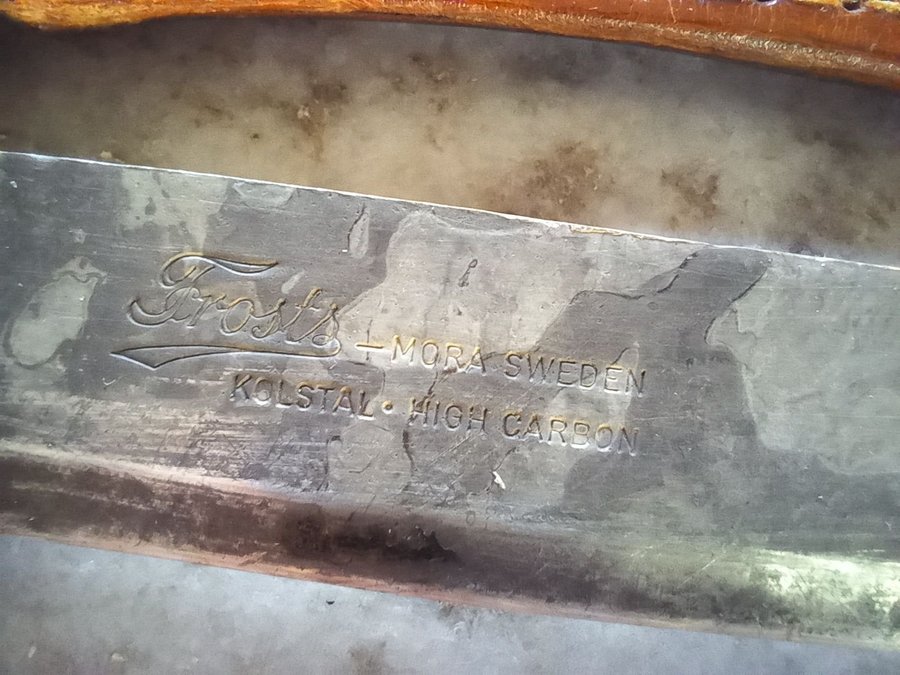 Frosts – MORA SWEDEN
KOLSTAL • HIGH CARBON